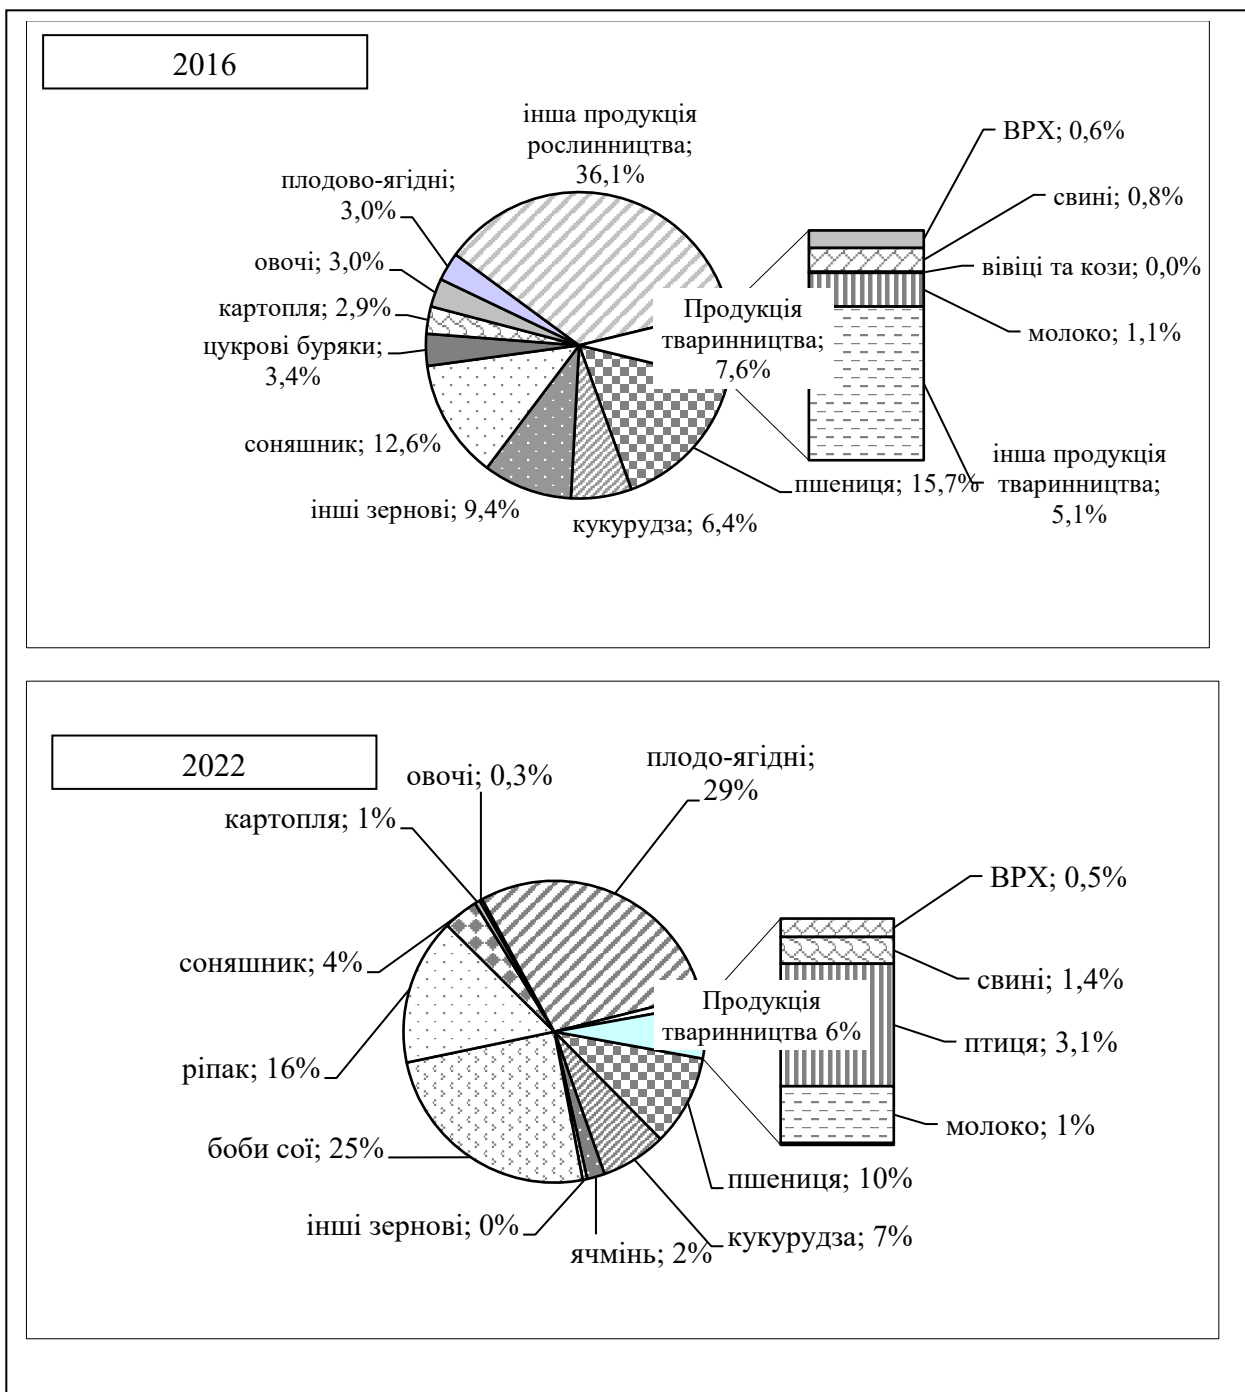 2016
інша продукція
рослинництва;
36,1%
плодово-ягідні;
3,0%
овочі; 3,0%
картопля; 2,9%
цукрові буряки;
3,4%
соняшник; 12,6%
інші зернові; 9,4%
кукурудза; 6,4%
пшениця; 15,7%
Продукція
тваринництва;
7,6%
ВРХ; 0,6%
свині; 0,8%
вівіці та кози; 0,0%
молоко; 1,1%
інша продукція
тваринництва;
5,1%
2022
овочі; 0,3%
плодо-ягідні;
29%
картопля; 1%
соняшник; 4%
ріпак; 16%
боби сої; 25%
інші зернові; 0%
ячмінь; 2%
кукурудза; 7%
пшениця; 10%
Продукція
тваринництва 6%
ВРХ; 0,5%
свині; 1,4%
птиця; 3,1%
молоко; 1%